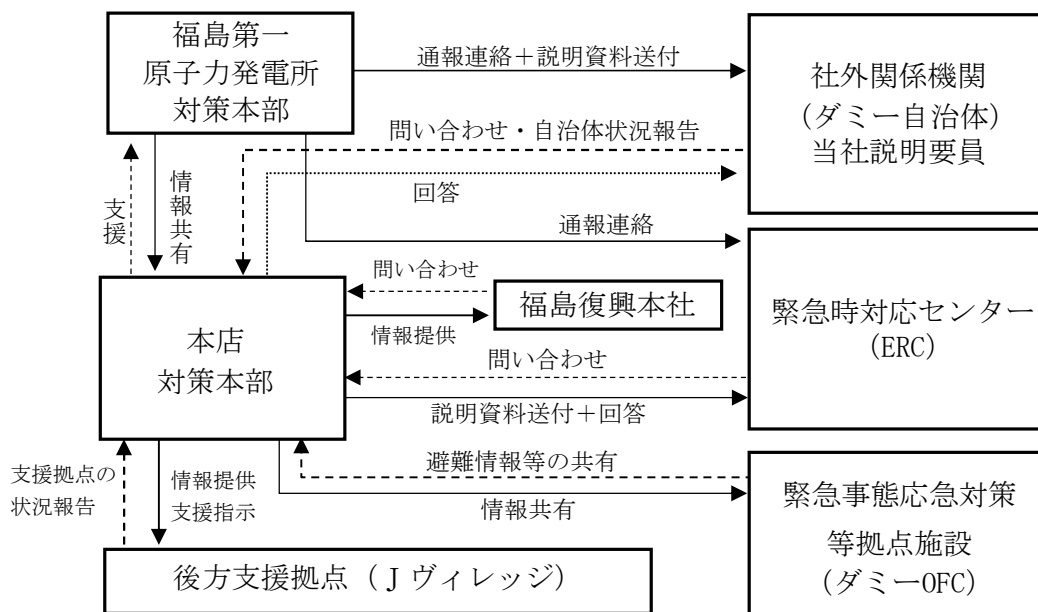 福島第一
原子力発電所
対策本部
通報連絡＋説明資料送付
社外関係機関
(ダミー自治体)
当社説明要員
問い合わせ・自治体状況報告
回答
支援
情報共有
通報連絡
問い合わせ
福島復興本社
情報提供
緊急時対応センター
(ERC)
本店
対策本部
問い合わせ
説明資料送付＋回答
支援拠点の
状況報告
情報提供
支援指示
避難情報等の共有
情報共有
緊急事態応急対策
等拠点施設
(ダミーOFC)
後方支援拠点（Ｊヴィレッジ）